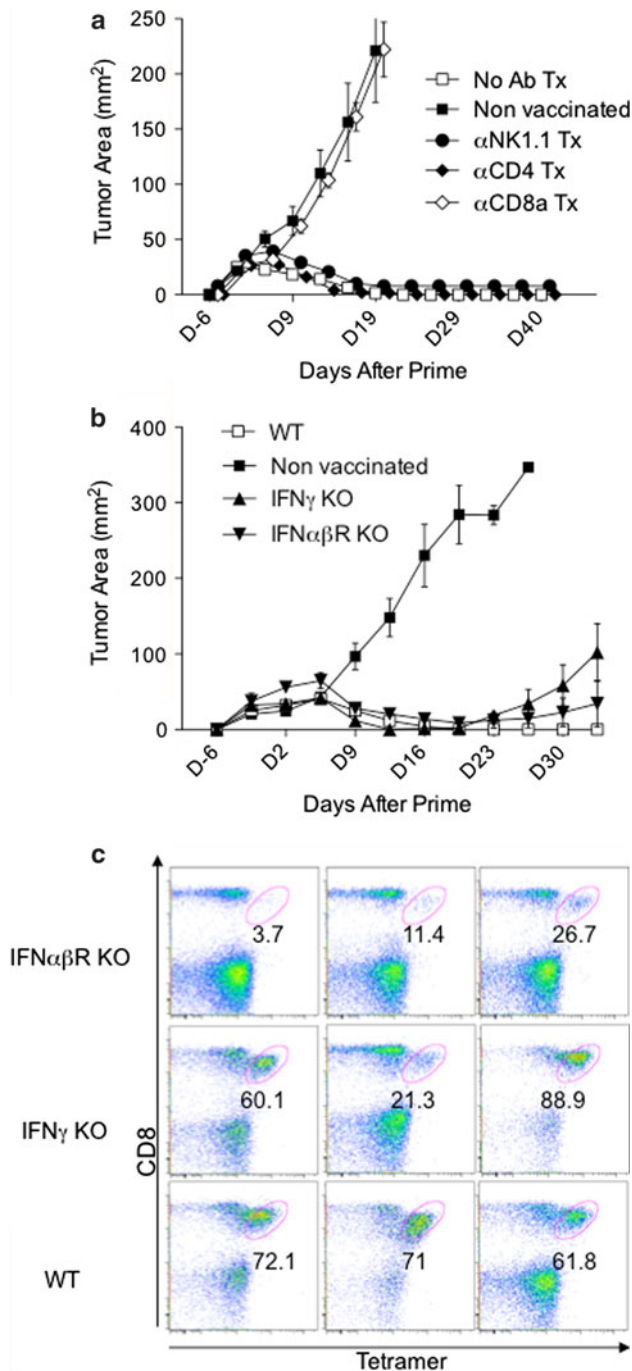 a
250
200
150
100
50
0
Tumor Area (mm²)
No Ab Tx
Non vaccinated
αNK1.1 Tx
αCD4 Tx
αCD8a Tx
D-6
D9
D19
D29
D40
Days After Prime
b
400
300
200
100
0
Tumor Area (mm²)
WT
Non vaccinated
IFNγ KO
IFNαβR KO
D-6
D2
D9
D16
D23
D30
Days After Prime
c
IFNαβR KO
3.7
11.4
26.7
IFNγ KO
60.1
21.3
88.9
CD8
WT
72.1
71
61.8
Tetramer